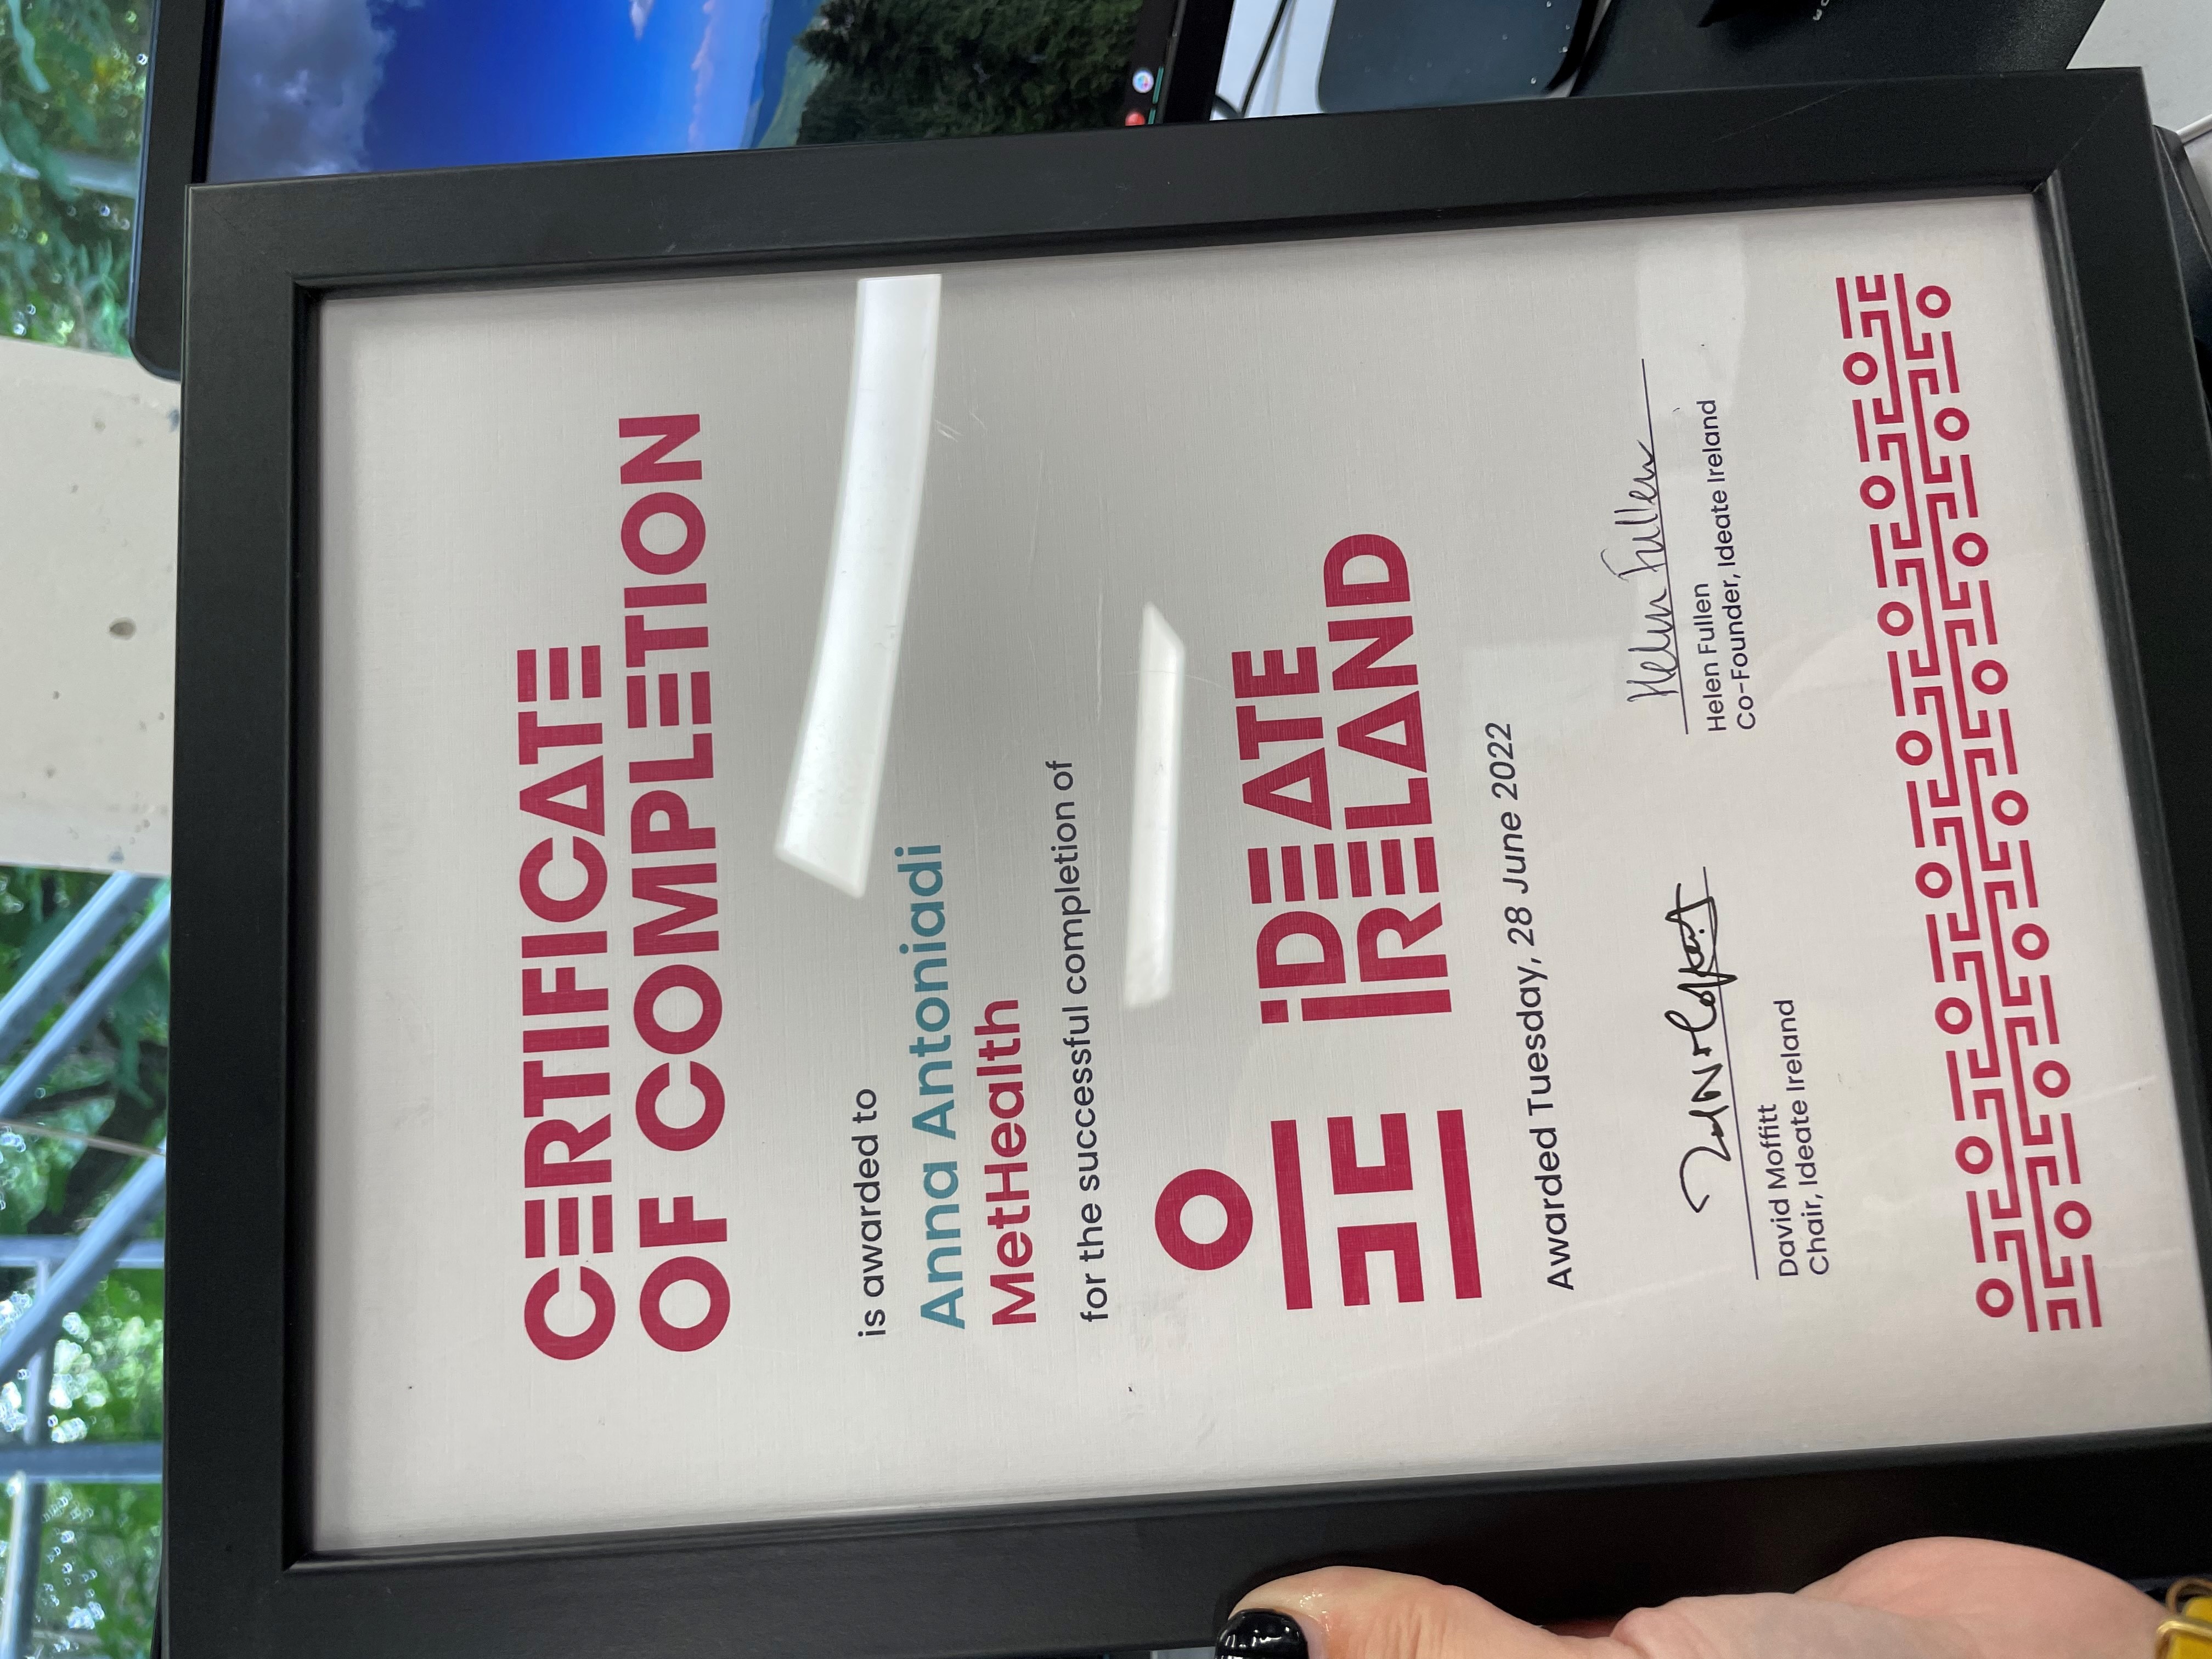 CERTIFICATE
OF COMPLETION
is awarded to
Anna Antoniadi
MetHealth
for the successful completion of
iDEATE
IRELAND
Awarded Tuesday, 28 June 2022
Helen Fullen
David Moffitt
Chair, Ideate Ireland
Helen Fullen
Co-Founder, Ideate Ireland